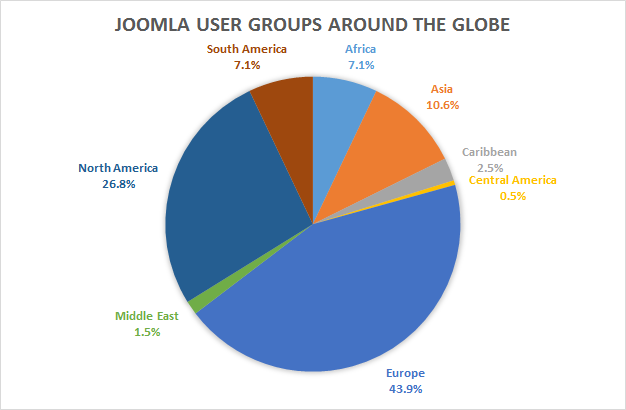 JOOMLA USER GROUPS AROUND THE GLOBE
South America
7.1%
Africa
7.1%
Asia
10.6%
Caribbean
2.5%
Central America
0.5%
North America
26.8%
Middle East
1.5%
Europe
43.9%